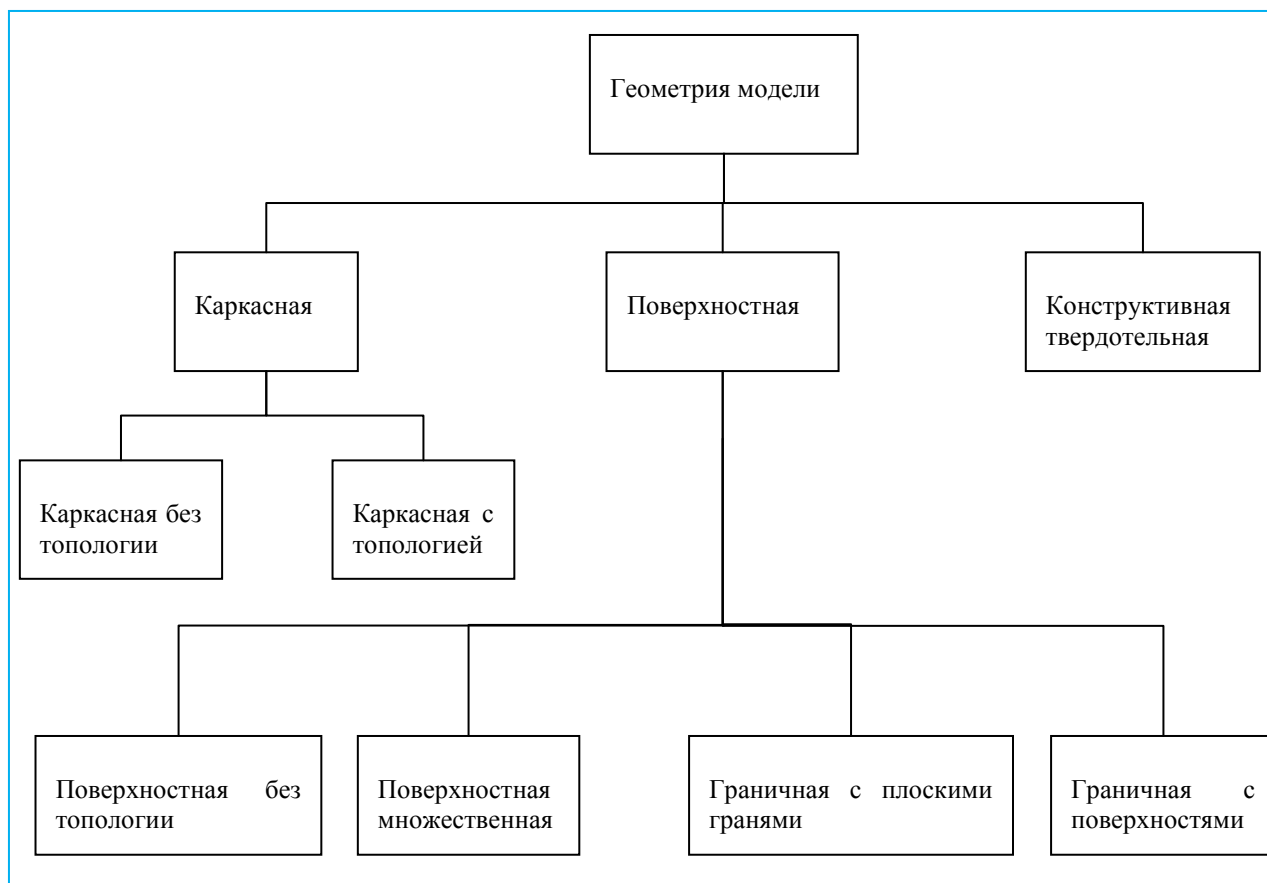 Геометрия модели
Каркасная
Поверхностная
Конструктивная
твердотельная
Каркасная без
топологии
Каркасная с
топологией
Поверхностная без
топологии
Поверхностная
множественная
Граничная с плоскими
гранями
Граничная с
поверхностями